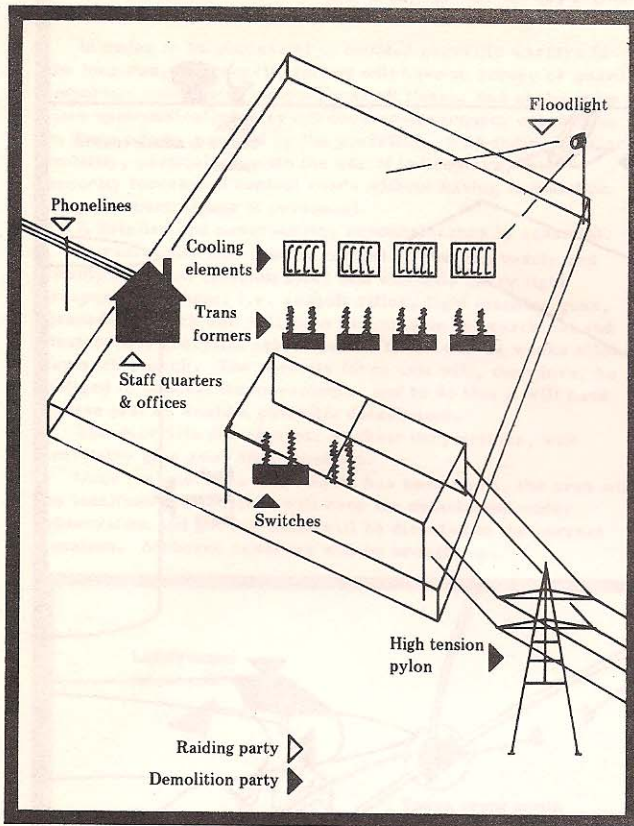 Floodlight
Phonelines
Cooling
elements
Trans
formers
Staff quarters
& offices
Switches
High tension
pylon
Raiding party
Demolition party